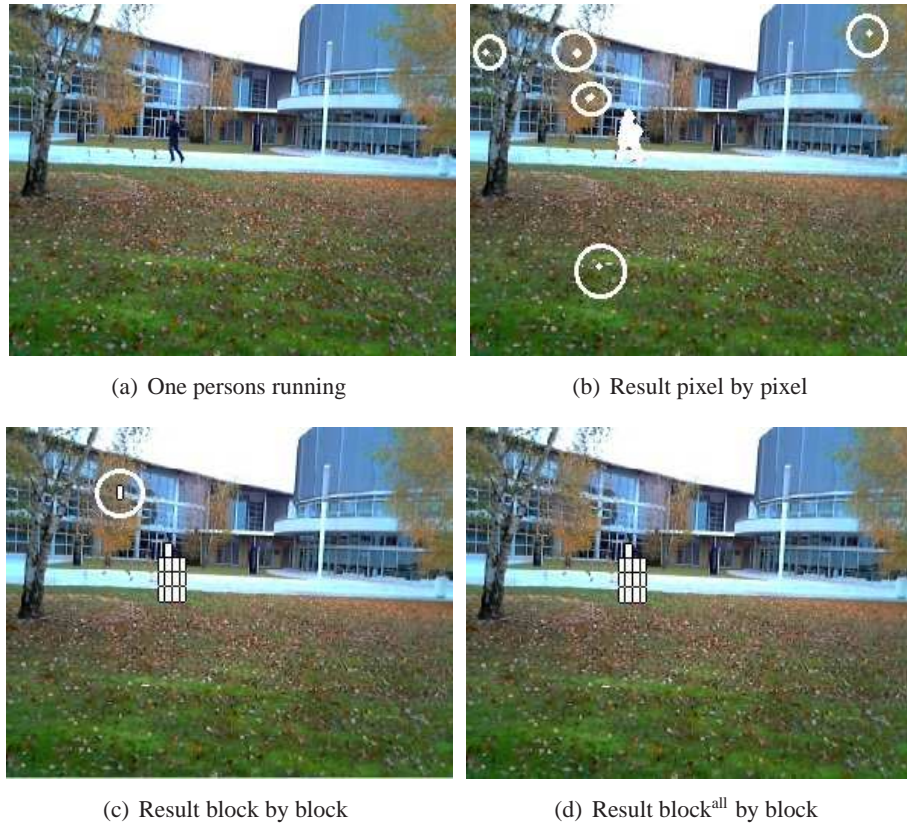 (a) One persons running
(b) Result pixel by pixel
(c) Result block by block
(d) Result block^all by block